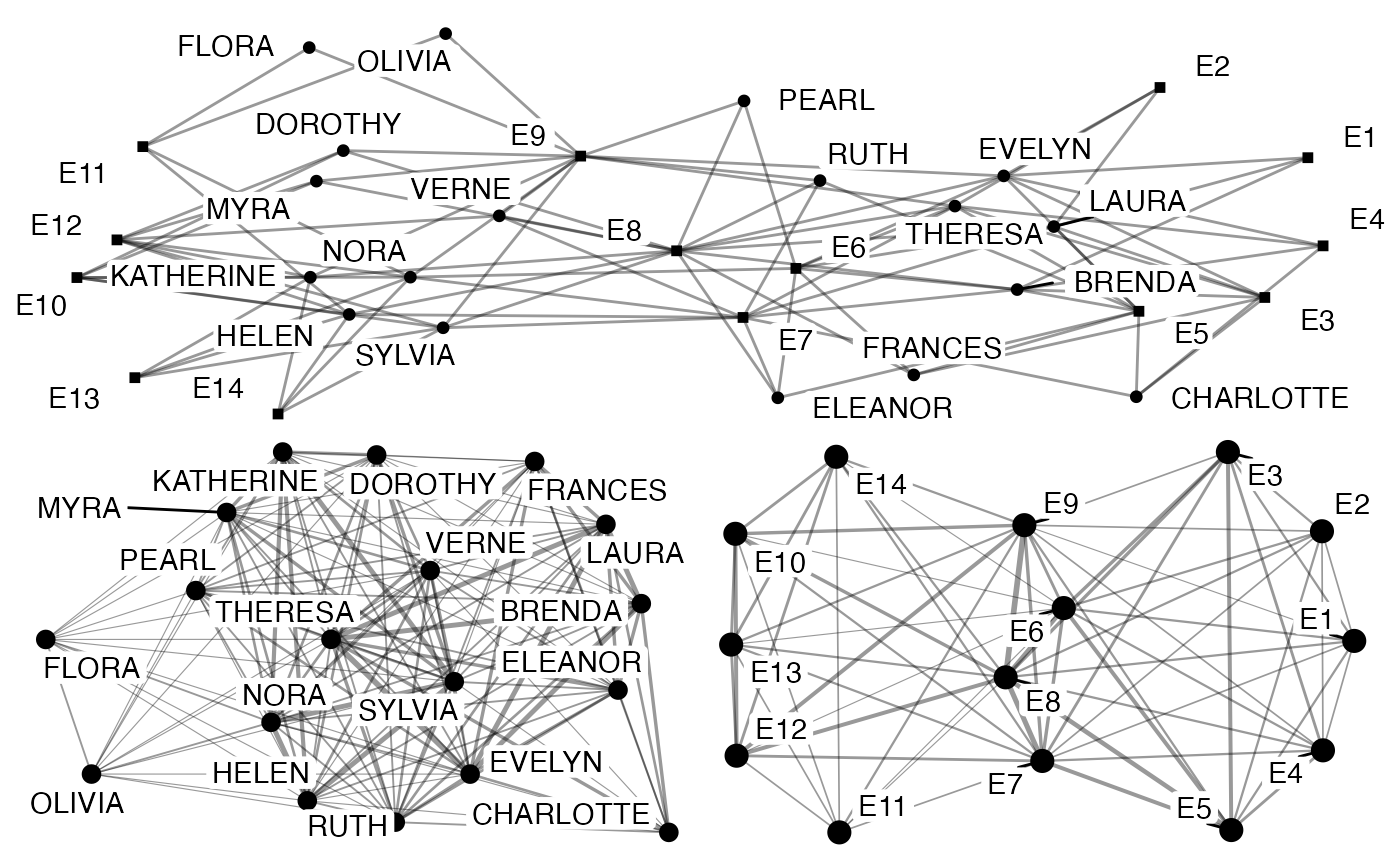 FLORA
OLIVIA
E2
PEARL
DOROTHY
E9
E1
RUTH
EVELYN
E11
VERNE
LAURA
MYRA
E4
E12
E8
THERESA
NORA
E6
KATHERINE
BRENDA
E10
E3
HELEN
E7
E5
SYLVIA
FRANCES
E14
E13
ELEANOR
CHARLOTTE
KATHERINE
DOROTHY
FRANCES
MYRA
VERNE
LAURA
PEARL
THERESA
BRENDA
FLORA
ELEANOR
NORA
SYLVIA
HELEN
EVELYN
OLIVIA
RUTH
CHARLOTTE
E3
E14
E9
E2
E10
E1
E6
E13
E8
E12
E4
E7
E11
E5